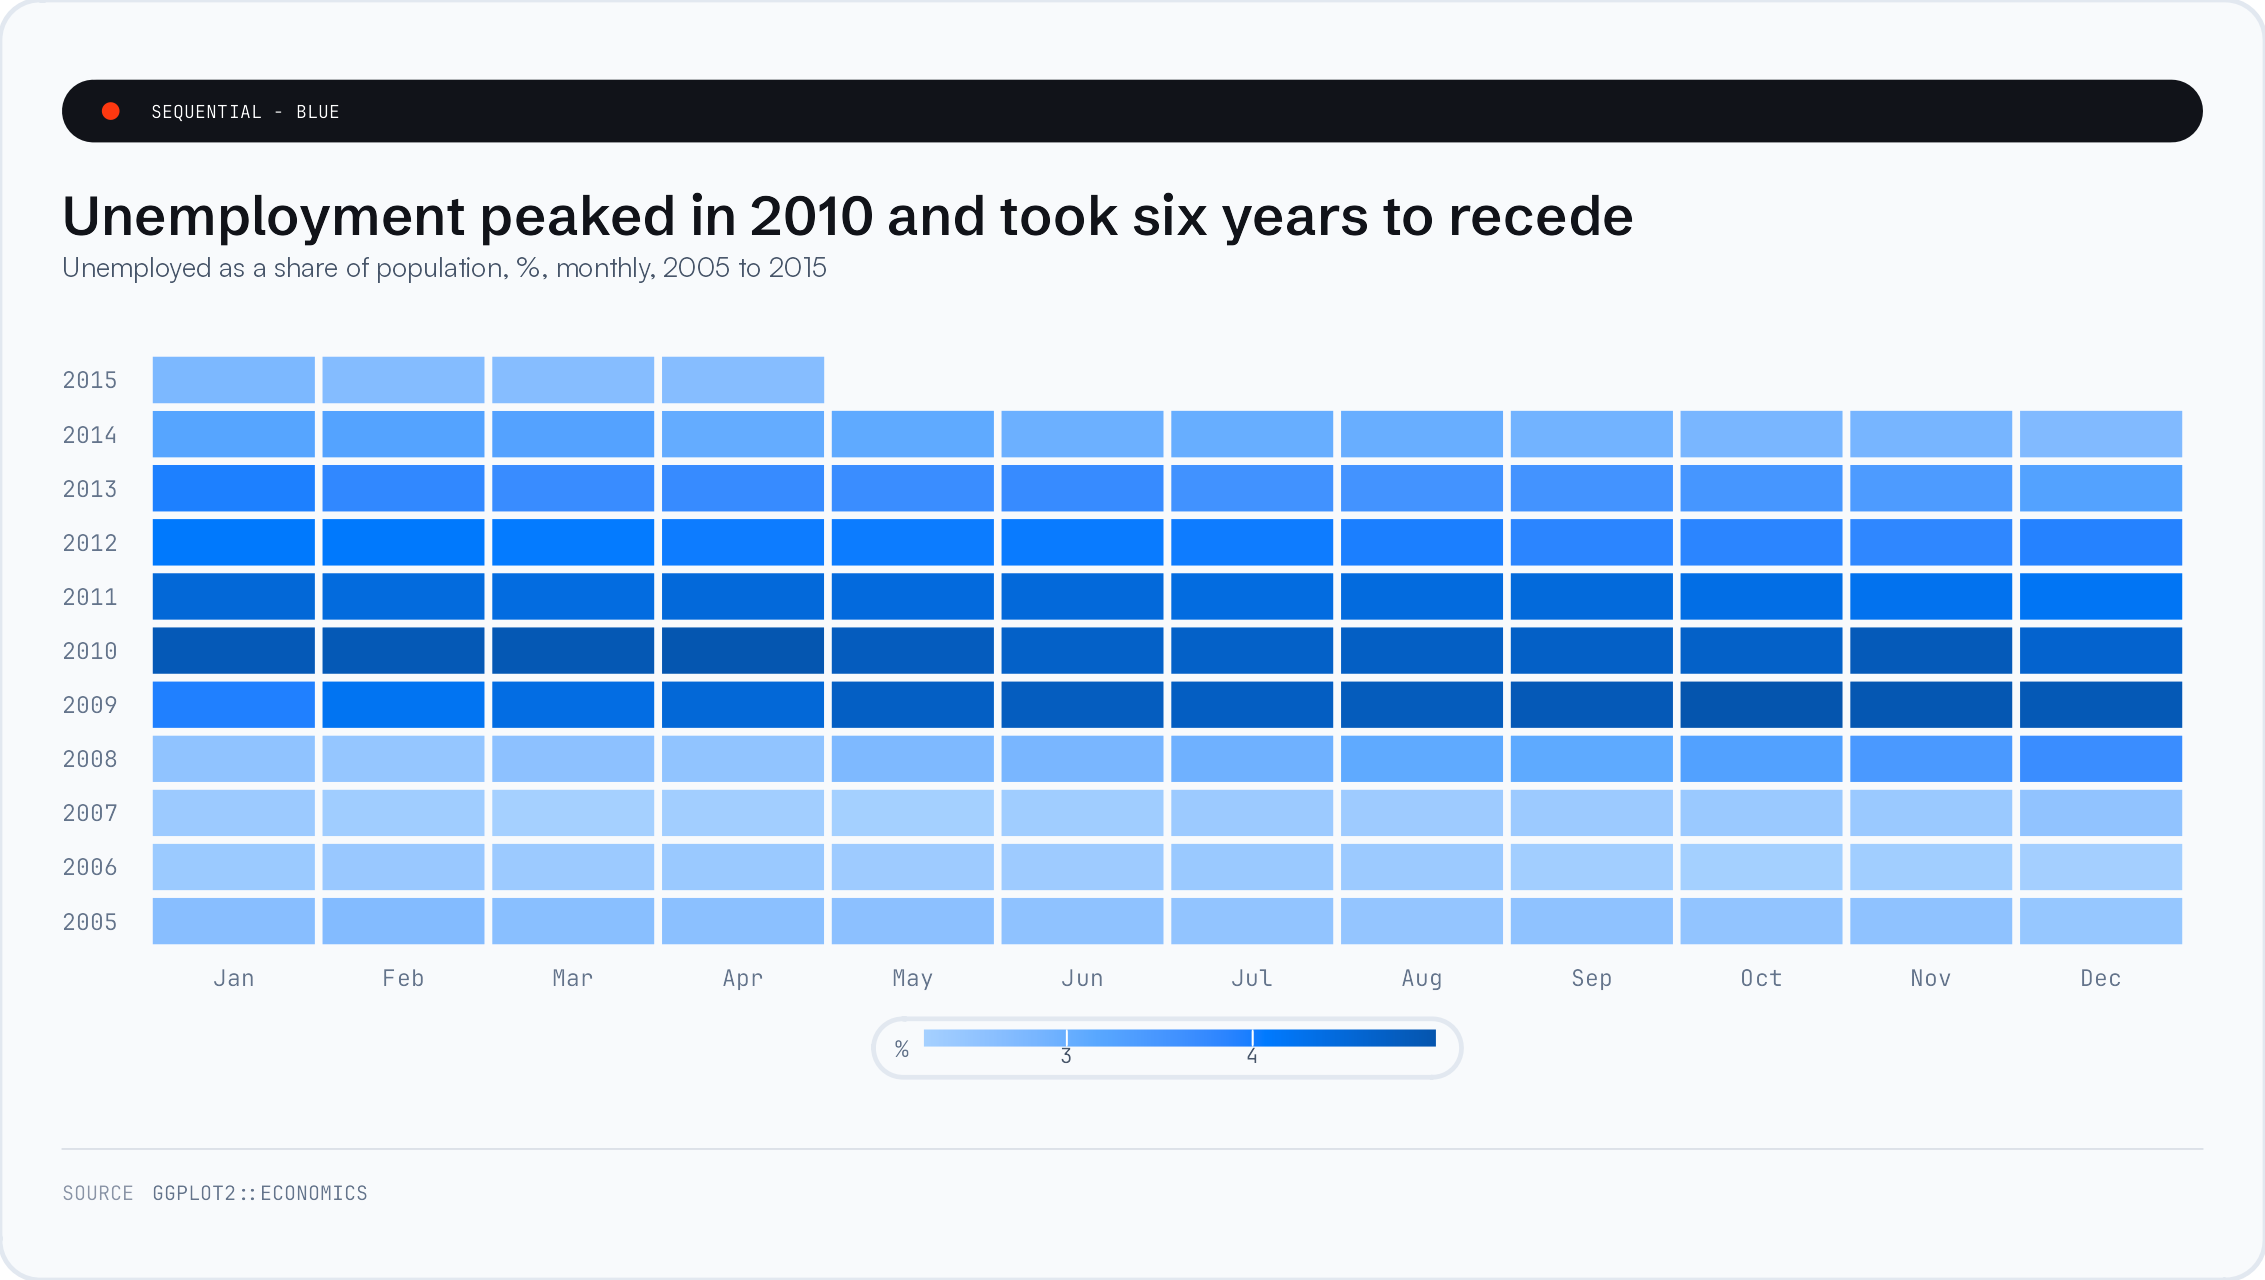 SEQUENTIAL - BLUE
Unemployment peaked in 2010 and took six years to recede
Unemployed as a share of population, %, monthly, 2005 to 2015
2015
2014
2013
2012
2011
2010
2009
2008
2007
2006
2005
Jan Feb Mar Apr May Jun Jul Aug Sep Oct Nov Dec
% 3 4
SOURCE GGPLOT2::ECONOMICS